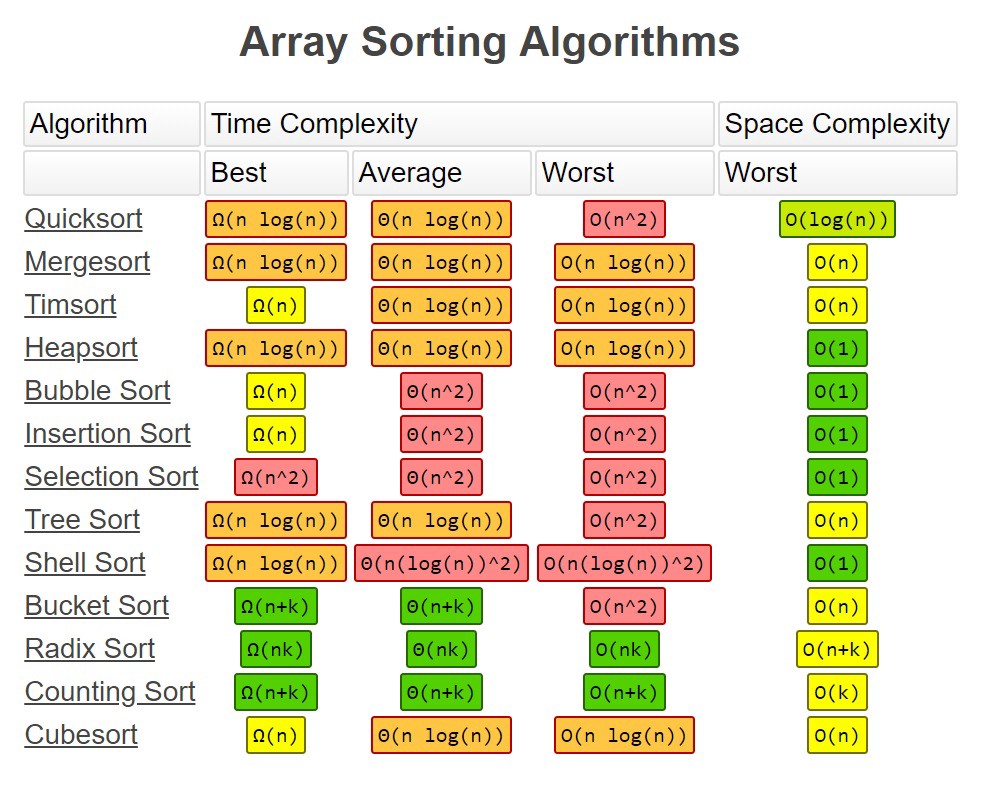 Array Sorting Algorithms
Algorithm Time Complexity Space Complexity
Best Average Worst Worst
Quicksort Ω(n log(n)) Θ(n log(n)) O(n^2) O(log(n))
Mergesort Ω(n log(n)) Θ(n log(n)) O(n log(n)) O(n)
Timsort Ω(n) Θ(n log(n)) O(n log(n)) O(n)
Heapsort Ω(n log(n)) Θ(n log(n)) O(n log(n)) O(1)
Bubble Sort Ω(n) Θ(n^2) O(n^2) O(1)
Insertion Sort Ω(n) Θ(n^2) O(n^2) O(1)
Selection Sort Ω(n^2) Θ(n^2) O(n^2) O(1)
Tree Sort Ω(n log(n)) Θ(n log(n)) O(n^2) O(n)
Shell Sort Ω(n log(n)) Θ(n(log(n))^2) O(n(log(n))^2) O(1)
Bucket Sort Ω(n+k) Θ(n+k) O(n^2) O(n)
Radix Sort Ω(nk) Θ(nk) O(nk) O(n+k)
Counting Sort Ω(n+k) Θ(n+k) O(n+k) O(k)
Cubesort Ω(n) Θ(n log(n)) O(n log(n)) O(n)